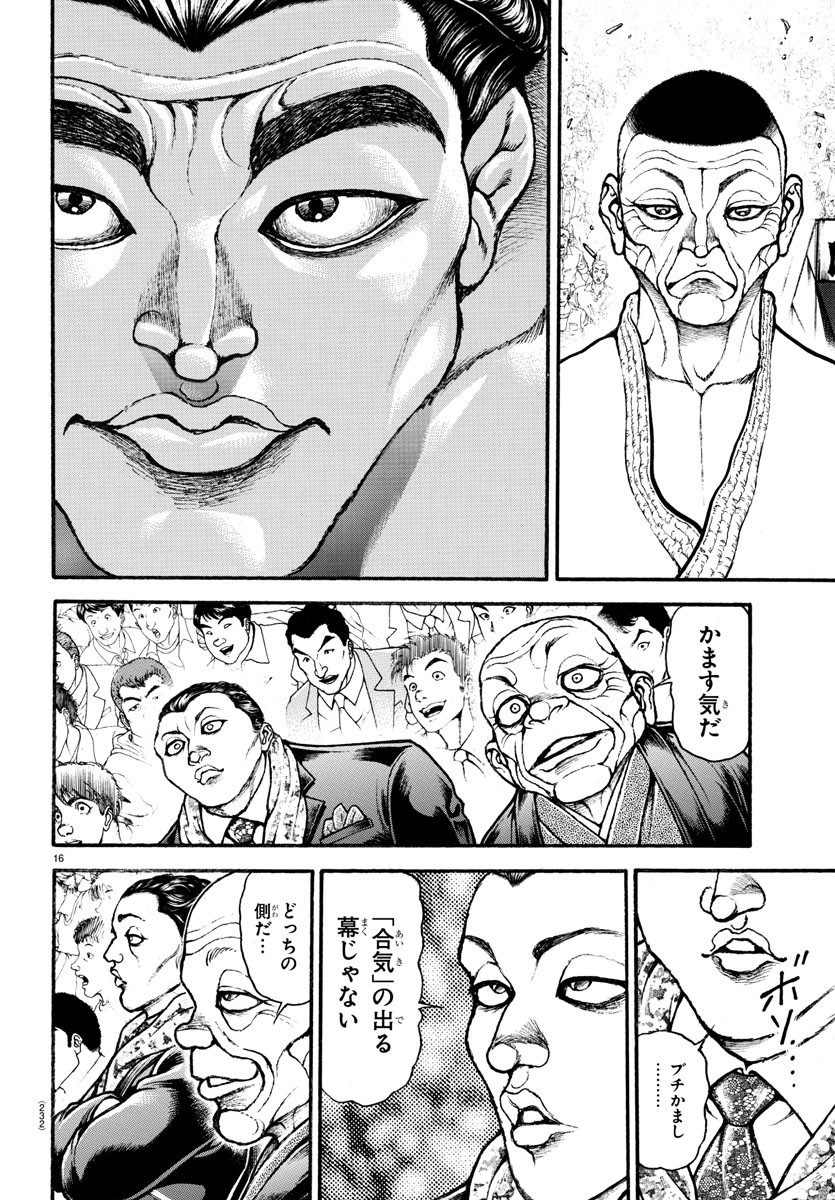 かます気だ
ボソ…
ブチかまし
………
「合気」の出る
幕じゃない
どっちの
側だ…
16
(232)